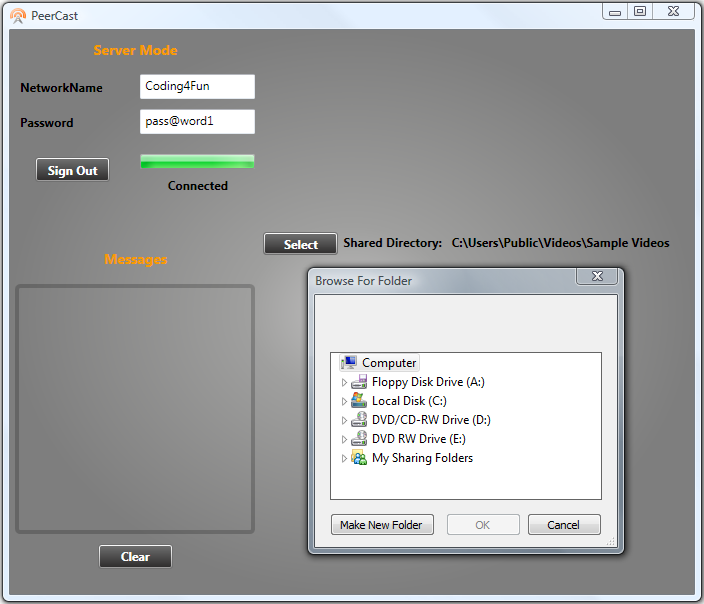 PeerCast
Server Mode
NetworkName
Coding4Fun
Password
pass@word1
Sign Out
Connected
Select
Shared Directory: C:\Users\Public\Videos\Sample Videos
Messages
Browse For Folder
Computer
Floppy Disk Drive (A:)
Local Disk (C:)
DVD/CD-RW Drive (D:)
DVD RW Drive (E:)
My Sharing Folders
Make New Folder
OK
Cancel
Clear